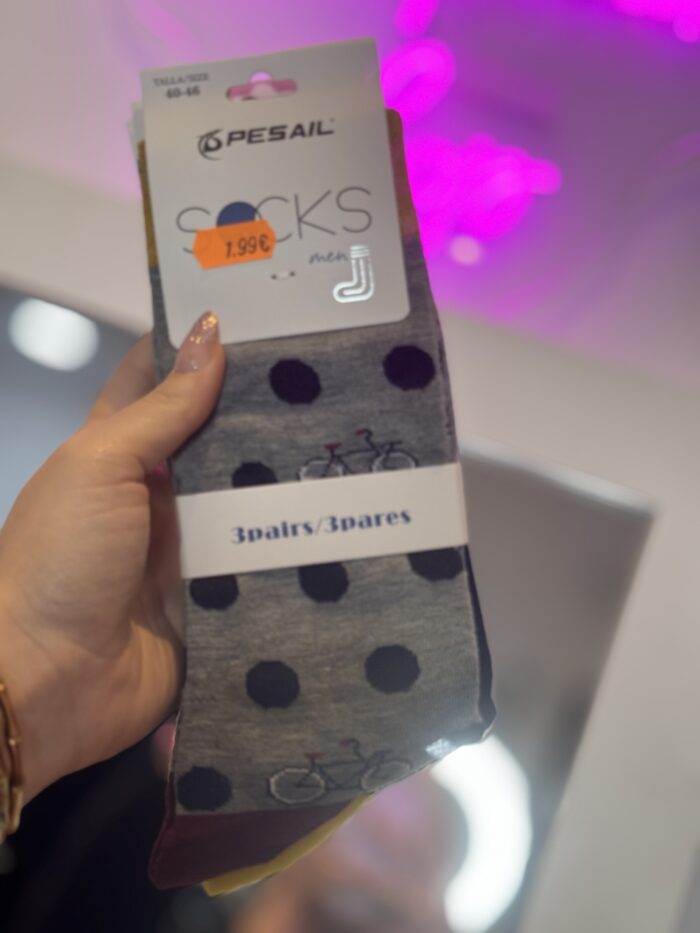 TALLA/SIZE
40-46
PESAIL
SOCKS
1.99€
men
3pairs/3pares